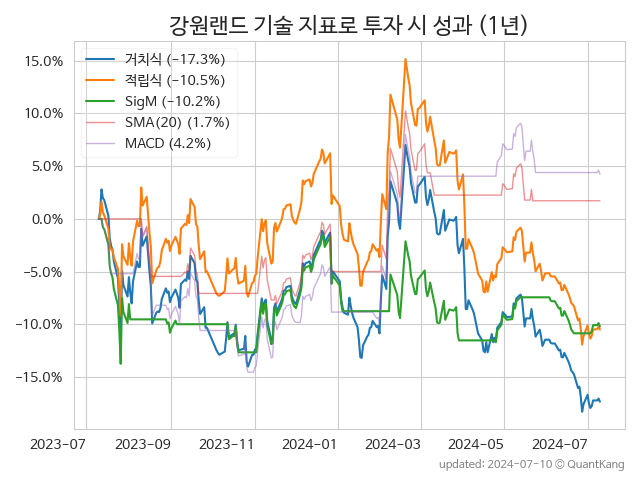 강원랜드 기술 지표로 투자 시 성과 (1년)
거치식 (−17.3%)
적립식 (−10.5%)
SigM (−10.2%)
SMA(20) (1.7%)
MACD (4.2%)
15.0%
10.0%
5.0%
0.0%
−5.0%
−10.0%
−15.0%
2023−07 2023−09 2023−11 2024−01 2024−03 2024−05 2024−07
updated: 2024−07−10 © QuantKang